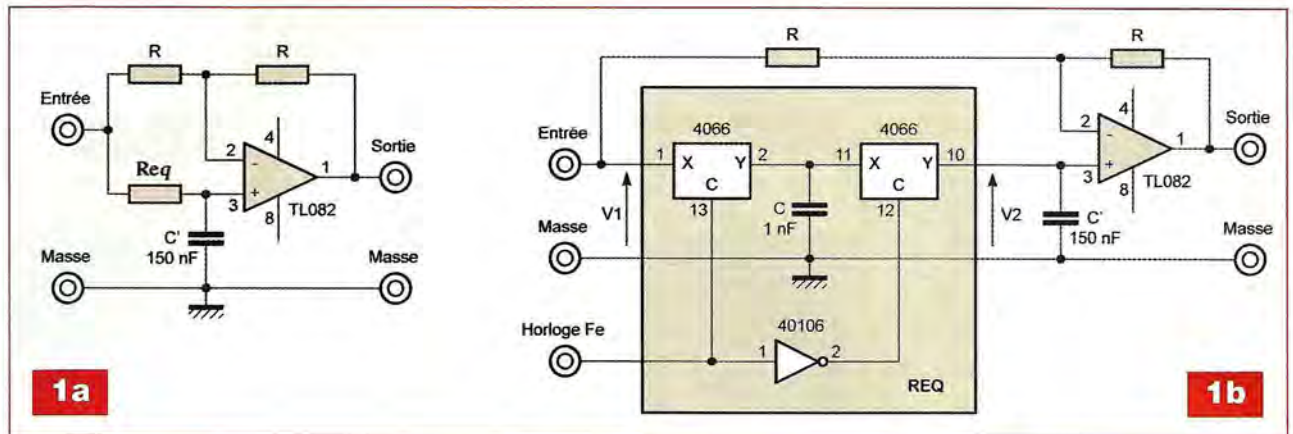 R
R
Entrée
4
2
-
1
Sortie
Req
+
3
8
TL082
C'
150 nF
Masse
Masse
1a
R
R
Entrée
4066
4066
4
Sortie
1
X
Y
2
11
X
Y
10
2
-
1
C
C
+
3
V1
13
C
1 nF
12
V2
8
TL082
C'
150 nF
Masse
Masse
Horloge Fe
40106
1
2
REQ
1b